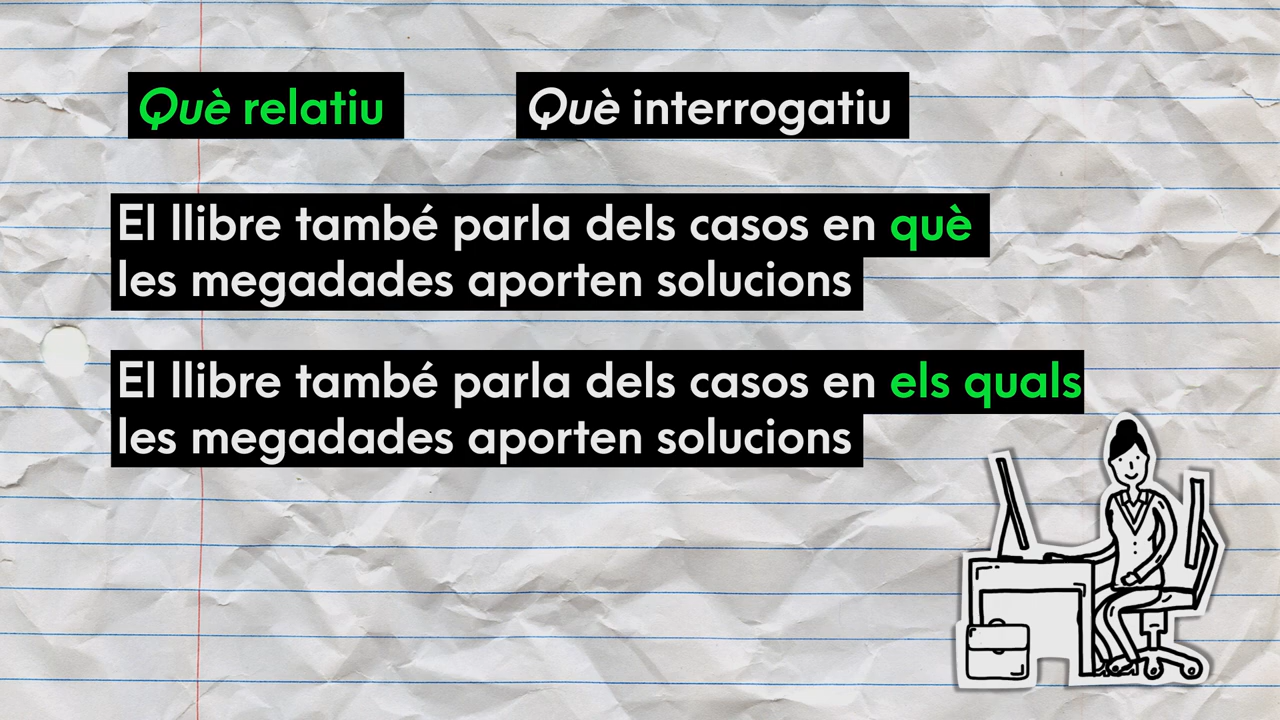 Què relatiu
Què interrogatiu
El llibre també parla dels casos en què
les megadades aporten solucions
El llibre també parla dels casos en els quals
les megadades aporten solucions